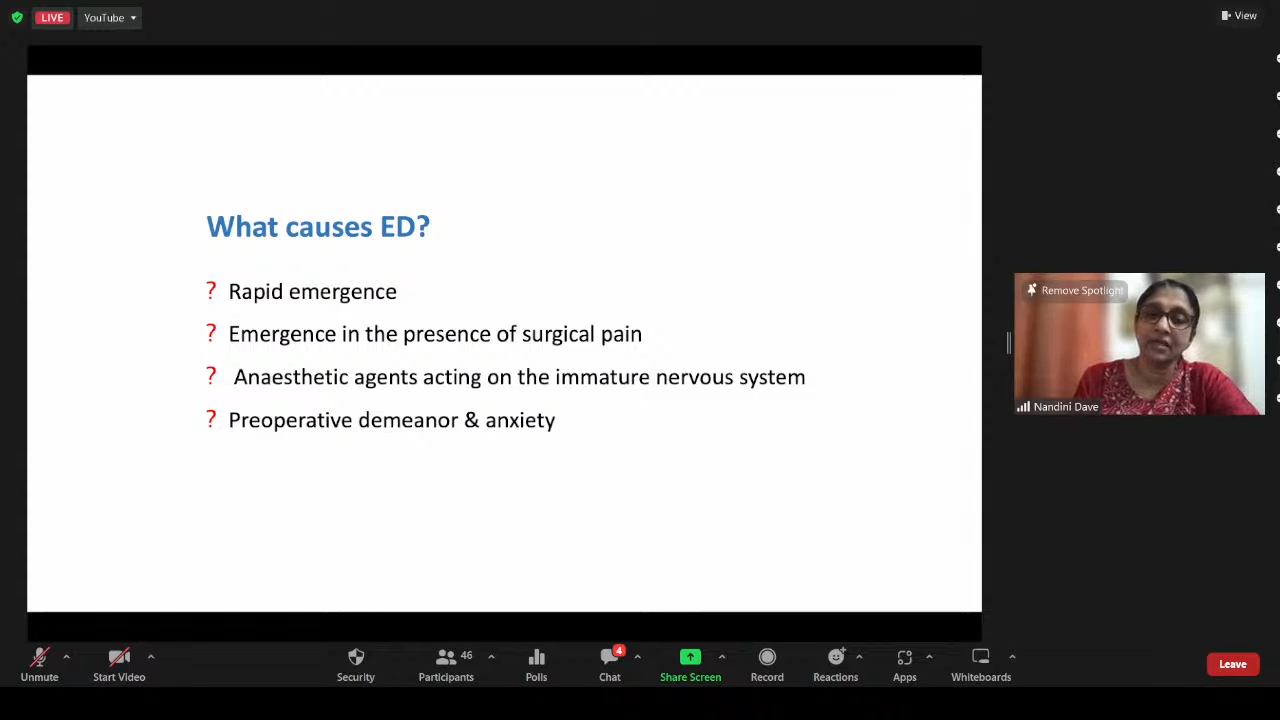 LIVE
YouTube
View
What causes ED?
? Rapid emergence
? Emergence in the presence of surgical pain
? Anaesthetic agents acting on the immature nervous system
? Preoperative demeanor & anxiety
Remove Spotlight
Nandini Dave
46
4
Unmute Start Video Security Participants Polls Chat Share Screen Record Reactions Apps Whiteboards Leave